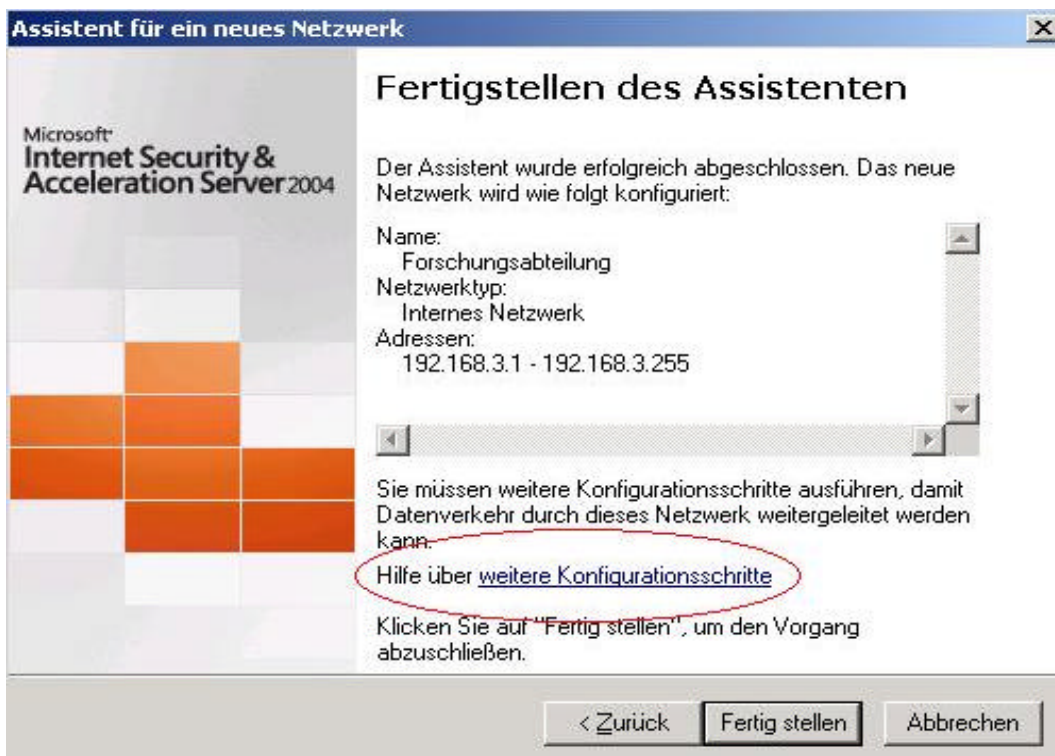 Assistent für ein neues Netzwerk
Fertigstellen des Assistenten
Microsoft
Internet Security &
Acceleration Server 2004
Der Assistent wurde erfolgreich abgeschlossen. Das neue
Netzwerk wird wie folgt konfiguriert:
Name:
Forschungsabteilung
Netzwerktyp:
Internes Netzwerk
Adressen:
192.168.3.1 - 192.168.3.255
Sie müssen weitere Konfigurationsschritte ausführen, damit
Datenverkehr durch dieses Netzwerk weitergeleitet werden
kann.
Hilfe über weitere Konfigurationsschritte
Klicken Sie auf "Fertig stellen", um den Vorgang
abzuschließen.
< Zurück Fertig stellen Abbrechen